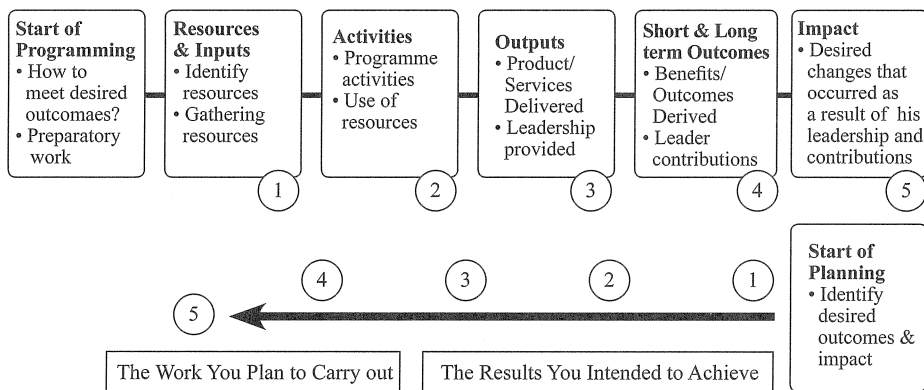 Start of
Programming
• How to
meet desired
outcomaes?
• Preparatory
work
Resources
& Inputs
• Identify
resources
• Gathering
resources
1
Activities
• Programme
activities
• Use of
resources
2
Outputs
• Product/
Services
Delivered
• Leadership
provided
3
Short & Long
term Outcomes
• Benefits/
Outcomes
Derived
• Leader
contributions
4
Impact
• Desired
changes that
occurred as
a result of his
leadership and
contributions
5
Start of
Planning
• Identify
desired
outcomes &
impact
1
2
3
4
5
The Work You Plan to Carry out
The Results You Intended to Achieve